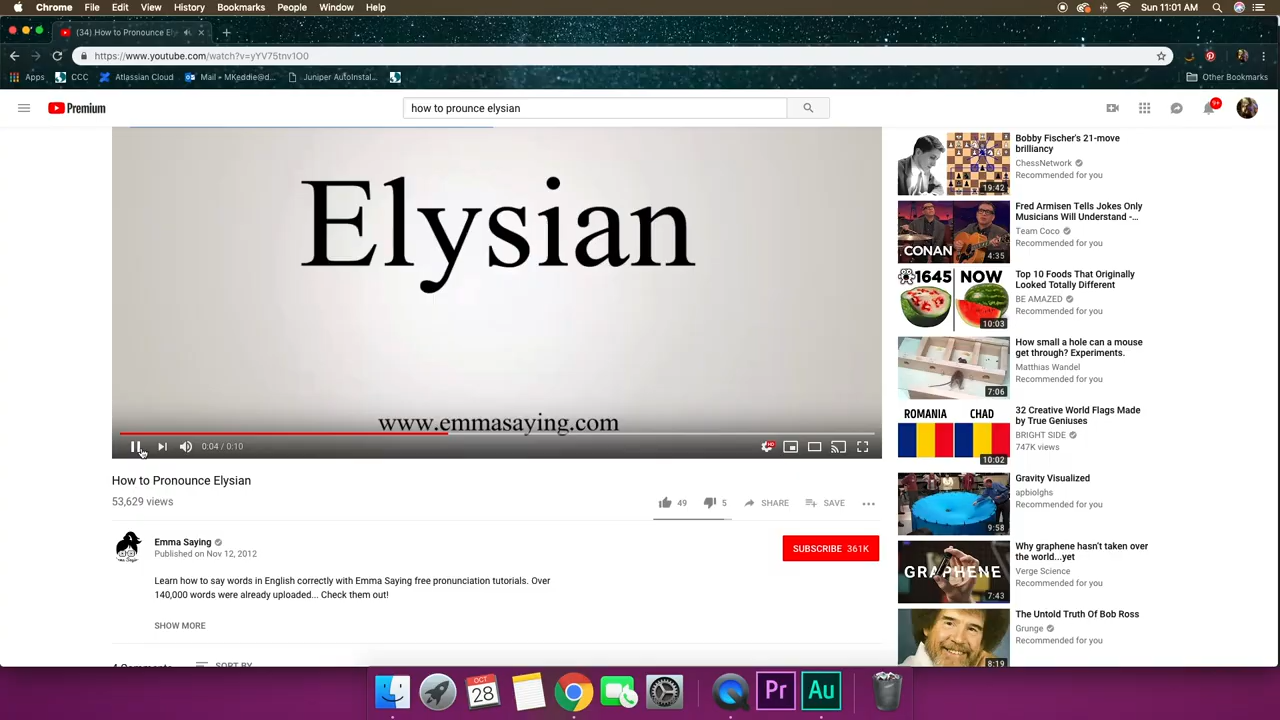 Chrome File Edit View History Bookmarks People Window Help Sun 11:01 AM
(34) How to Pronounce Ely
https://www.youtube.com/watch?v=yYV75tnv1O0
Apps CCC Atlassian Cloud Mail • MKeddie@d... Juniper AutoInstal... Other Bookmarks
Premium
how to prounce elysian
9+
Elysian
www.emmasaying.com
0:04 / 0:10
HD
How to Pronounce Elysian
53,629 views
49 5 SHARE SAVE
Emma Saying
Published on Nov 12, 2012
SUBSCRIBE 361K
Learn how to say words in English correctly with Emma Saying free pronunciation tutorials. Over
140,000 words were already uploaded... Check them out!
SHOW MORE
SORT BY
19:42
Bobby Fischer's 21-move
brilliancy
ChessNetwork
Recommended for you
CONAN
4:35
Fred Armisen Tells Jokes Only
Musicians Will Understand -...
Team Coco
Recommended for you
1645 NOW
10:03
Top 10 Foods That Originally
Looked Totally Different
BE AMAZED
Recommended for you
7:06
How small a hole can a mouse
get through? Experiments.
Matthias Wandel
Recommended for you
ROMANIA CHAD
10:02
32 Creative World Flags Made
by True Geniuses
BRIGHT SIDE
747K views
9:58
Gravity Visualized
apbiolghs
Recommended for you
GRAPHENE
7:43
Why graphene hasn't taken over
the world...yet
Verge Science
Recommended for you
8:19
The Untold Truth Of Bob Ross
Grunge
Recommended for you
OCT
28
Pr
Au